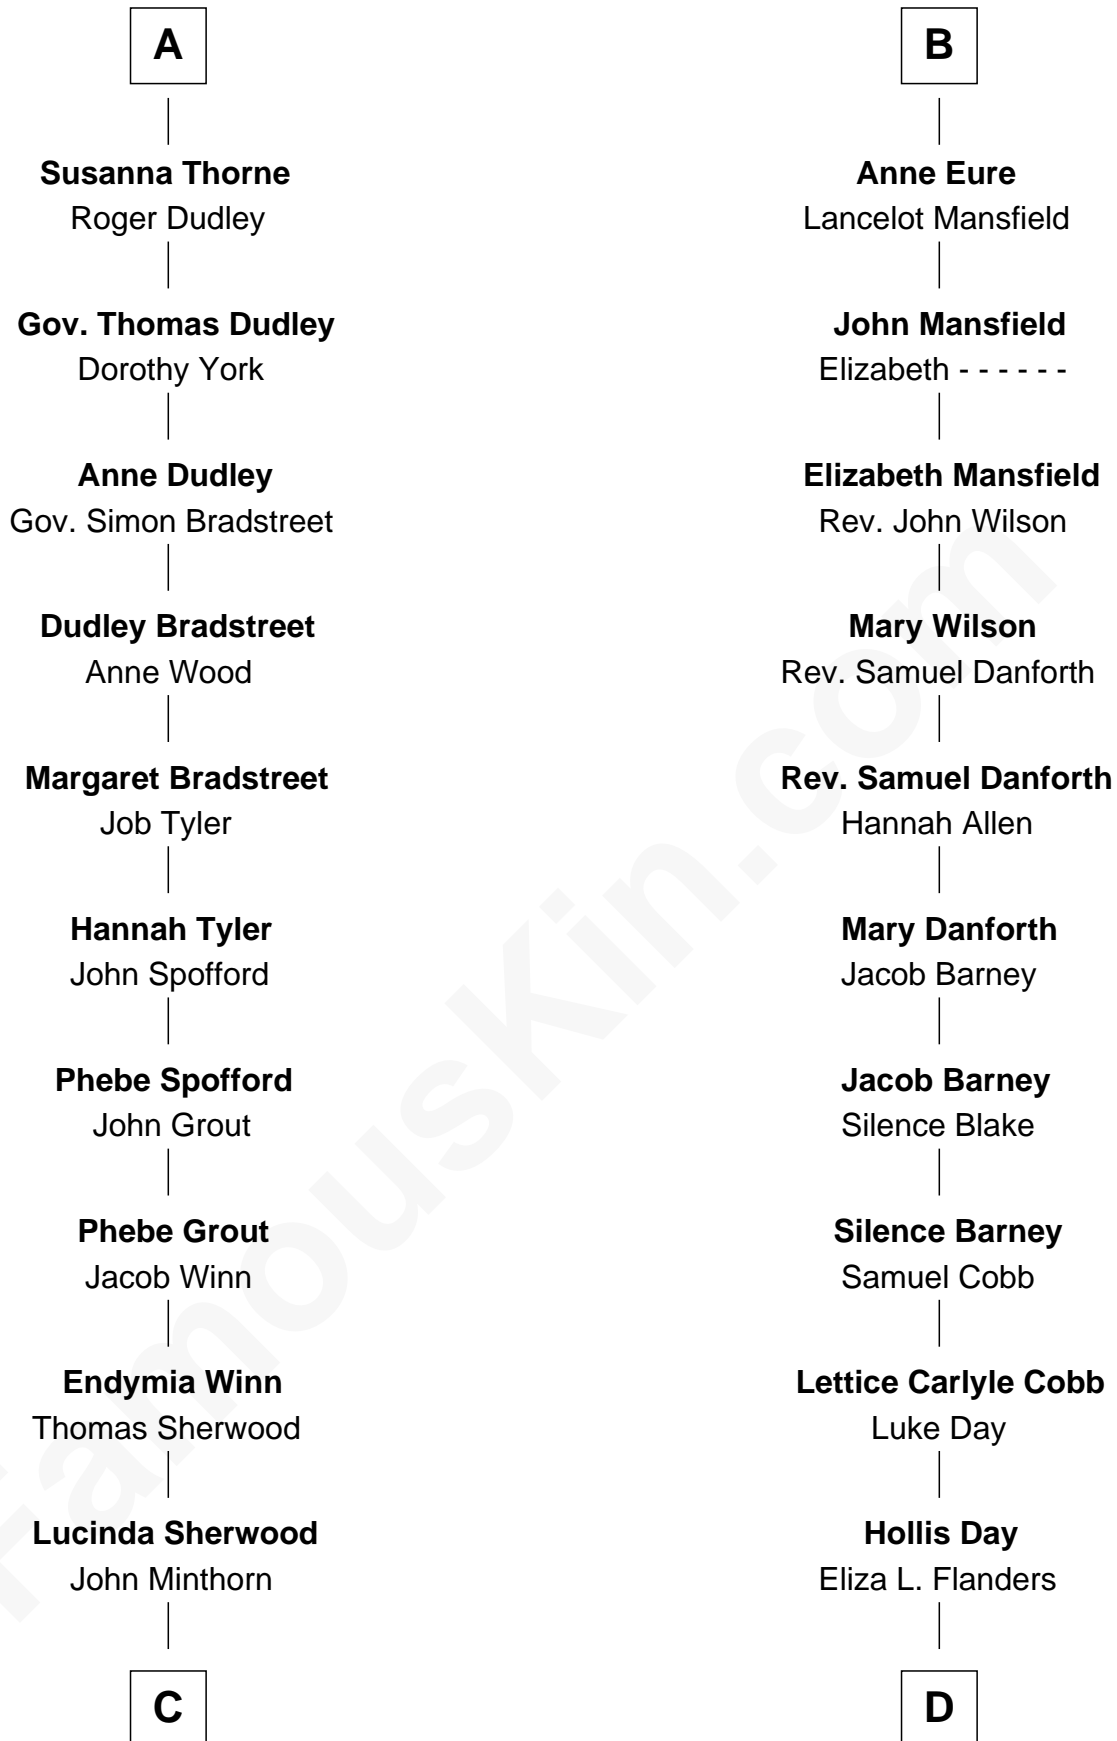 A
Susanna Thorne
Roger Dudley
Gov. Thomas Dudley
Dorothy York
Anne Dudley
Gov. Simon Bradstreet
Dudley Bradstreet
Anne Wood
Margaret Bradstreet
Job Tyler
Hannah Tyler
John Spofford
Phebe Spofford
John Grout
Phebe Grout
Jacob Winn
Endymia Winn
Thomas Sherwood
Lucinda Sherwood
John Minthorn
C
B
Anne Eure
Lancelot Mansfield
John Mansfield
Elizabeth - - - - - -
Elizabeth Mansfield
Rev. John Wilson
Mary Wilson
Rev. Samuel Danforth
Rev. Samuel Danforth
Hannah Allen
Mary Danforth
Jacob Barney
Jacob Barney
Silence Blake
Silence Barney
Samuel Cobb
Lettice Carlyle Cobb
Luke Day
Hollis Day
Eliza L. Flanders
D
FamousKin.com